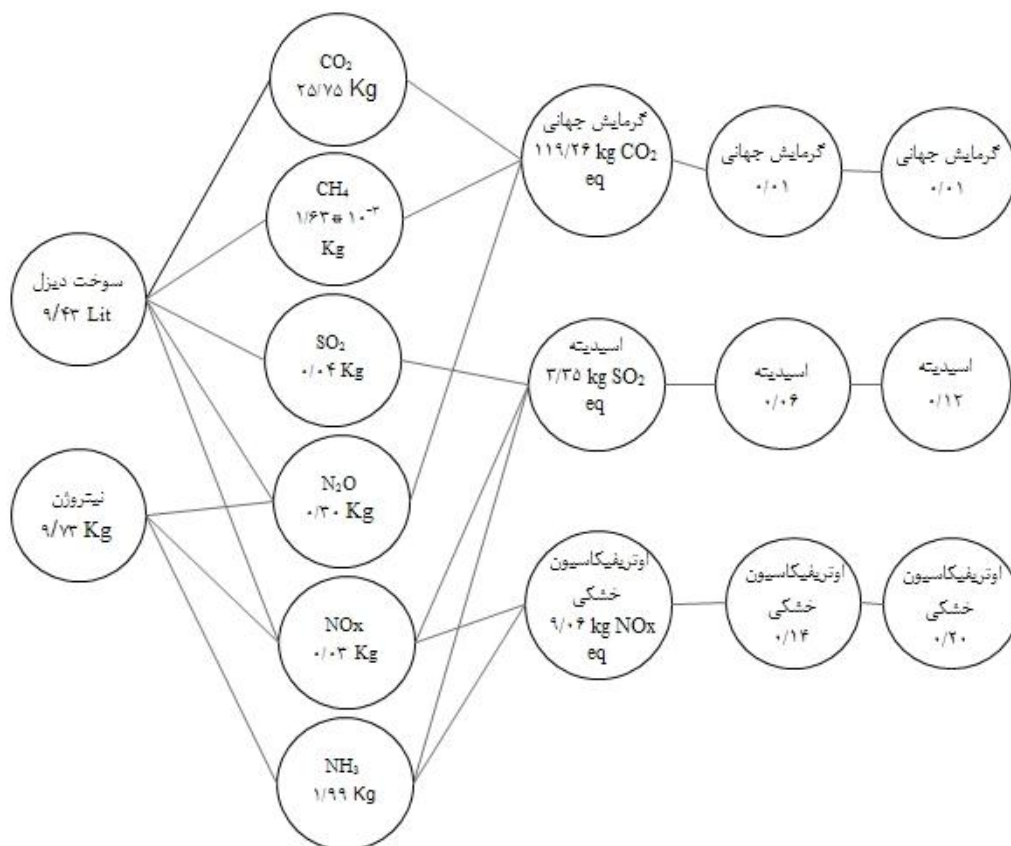 CO₂
۲۵/۷۵ Kg
CH₄
۱/۶۳* ۱۰⁻³
Kg
SO₂
۰/۰۴ Kg
N₂O
۰/۳۰ Kg
NOx
۰/۰۳ Kg
NH₃
۱/۹۹ Kg
سوخت دیزل
۹/۴۳ Lit
نیتروژن
۹/۷۳ Kg
گرمایش جهانی
۱۱۹/۲۶ kg CO₂
eq
گرمایش جهانی
۰/۰۱
گرمایش جهانی
۰/۰۱
اسیدیته
۳/۳۵ kg SO₂
eq
اسیدیته
۰/۰۶
اسیدیته
۰/۱۲
اوتریفیکاسیون
خشکی
۹/۰۶ kg NOx
eq
اوتریفیکاسیون
خشکی
۰/۱۴
اوتریفیکاسیون
خشکی
۰/۲۰